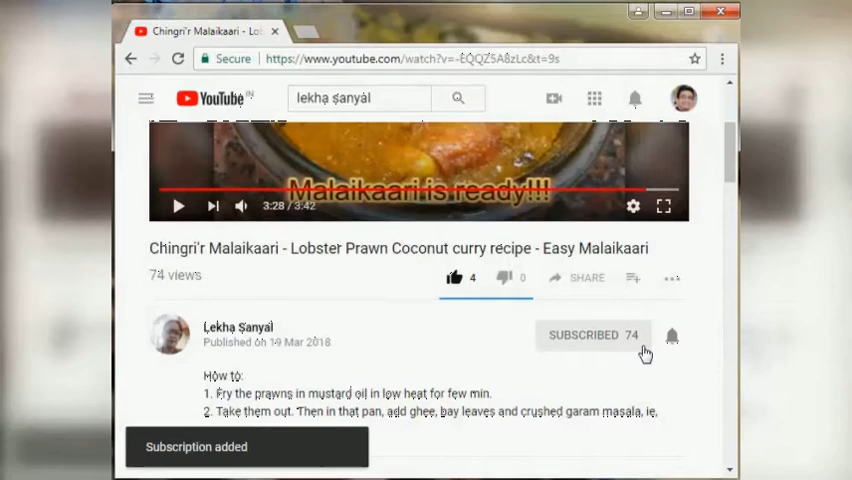 Chingri'r Malaikaari - Lob
Secure https://www.youtube.com/watch?v=-EQQZ5A8zLc&t=9s
YouTube IN
lekha sanyal
Malaikaari is ready!!!
3:28 / 3:42
Chingri'r Malaikaari - Lobster Prawn Coconut curry recipe - Easy Malaikaari
74 views
4 0 SHARE
Lekha Sanyal
SUBSCRIBED 74
Published on 19 Mar 2018
How to:
1. Fry the prawns in mustard oil in low heat for few min.
2. Take them out. Then in that pan, add ghee, bay leaves and crushed garam masala, ie,
Subscription added